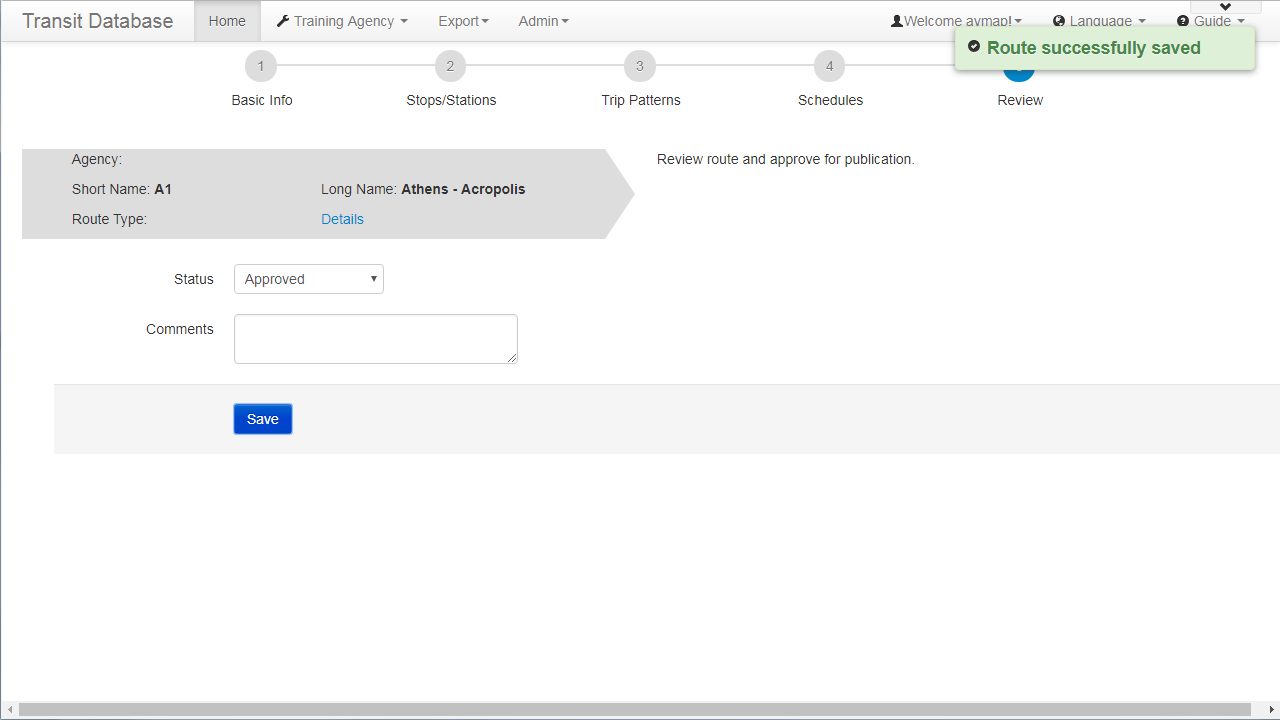 Transit Database Home Training Agency Export Admin Welcome aymap! Language Guide
Route successfully saved
1 2 3 4
Basic Info Stops/Stations Trip Patterns Schedules Review
Agency:
Review route and approve for publication.
Short Name: A1 Long Name: Athens - Acropolis
Route Type: Details
Status Approved
Comments
Save